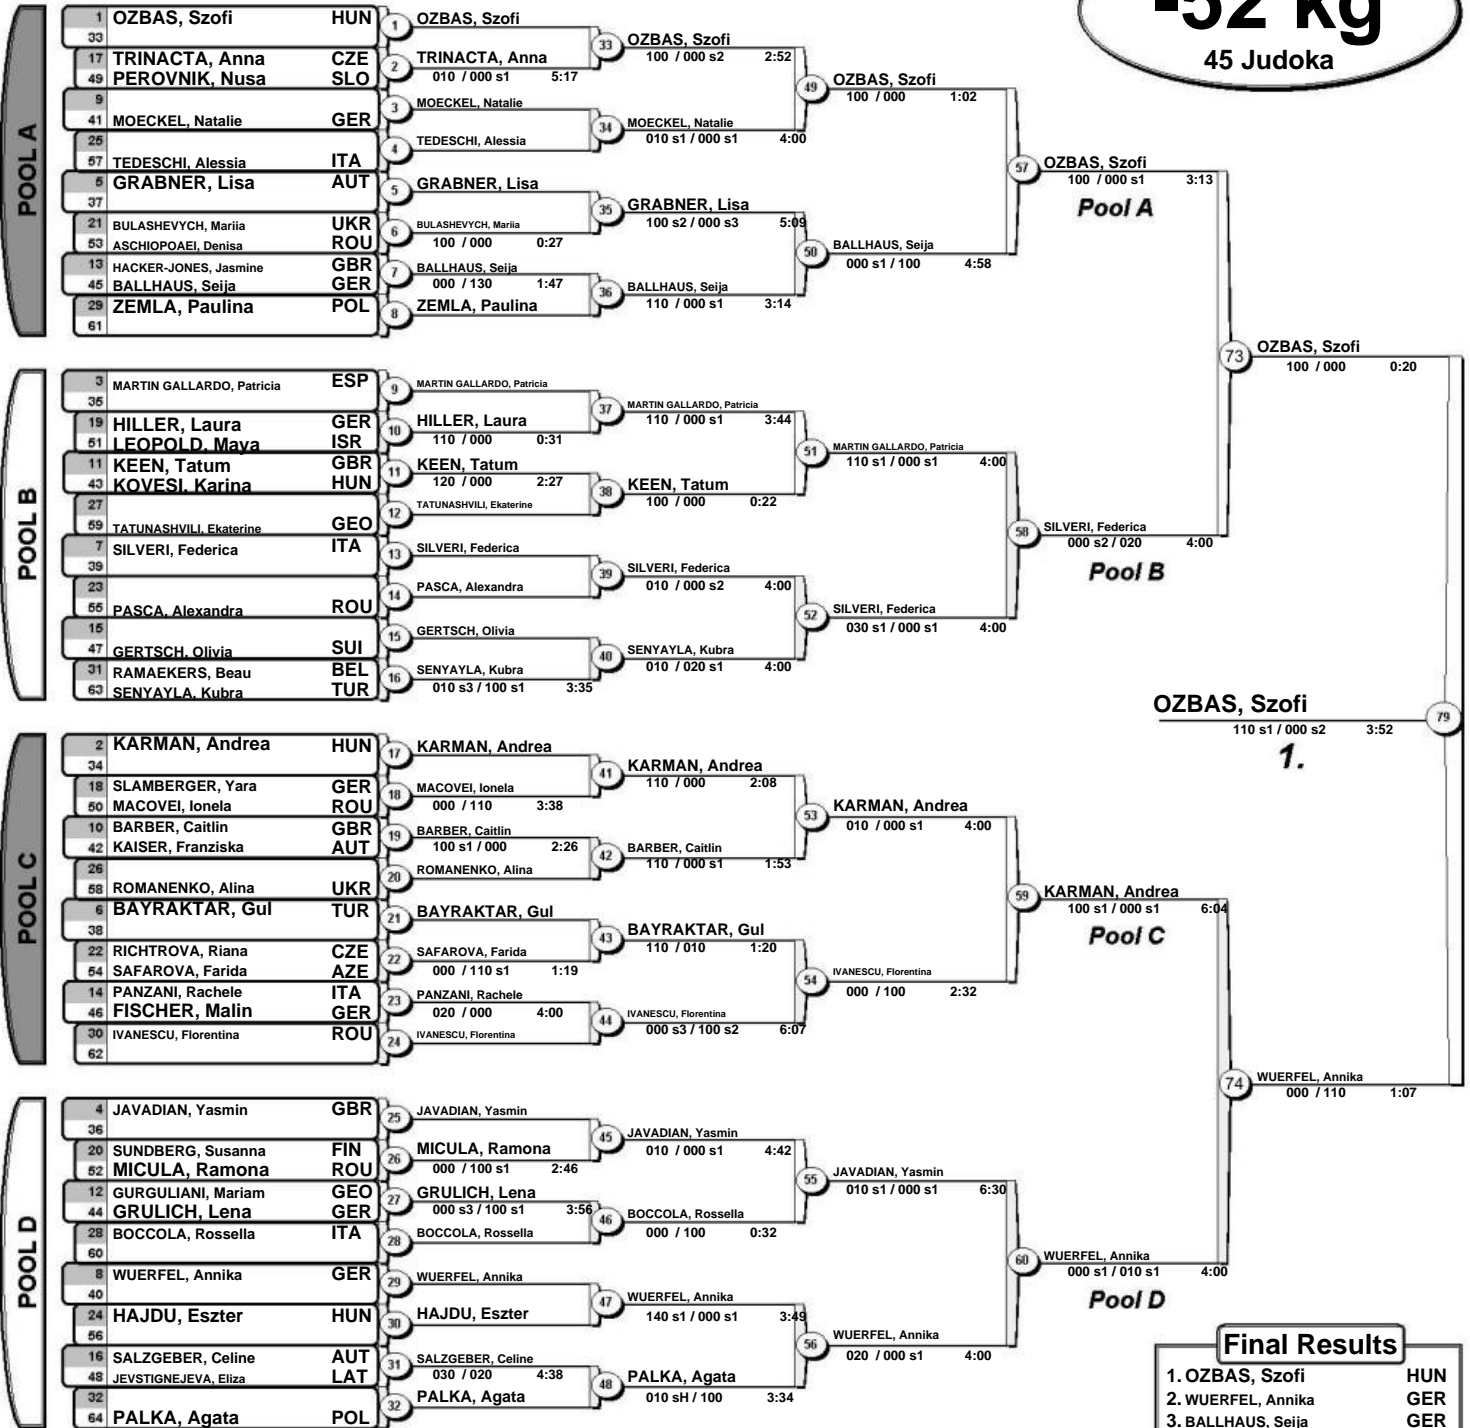 -52 kg
45 Judoka
POOL A
1 OZBAS, Szofi HUN
33
17 TRINACTA, Anna CZE
49 PEROVNIK, Nusa SLO
9
41 MOECKEL, Natalie GER
25
57 TEDESCHI, Alessia ITA
5 GRABNER, Lisa AUT
37
21 BULASHEVYCH, Mariia UKR
53 ASCHIOPOAEI, Denisa ROU
13 HACKER-JONES, Jasmine GBR
45 BALLHAUS, Seija GER
29 ZEMLA, Paulina POL
61
1 OZBAS, Szofi
2 TRINACTA, Anna
010 / 000 s1 5:17
3 MOECKEL, Natalie
4 TEDESCHI, Alessia
5 GRABNER, Lisa
6 BULASHEVYCH, Mariia
100 / 000 0:27
7 BALLHAUS, Seija
000 / 130 1:47
8 ZEMLA, Paulina
33 OZBAS, Szofi
100 / 000 s2 2:52
34 MOECKEL, Natalie
010 s1 / 000 s1 4:00
35 GRABNER, Lisa
100 s2 / 000 s3 5:09
36 BALLHAUS, Seija
110 / 000 s1 3:14
49 OZBAS, Szofi
100 / 000 1:02
50 BALLHAUS, Seija
000 s1 / 100 4:58
57 OZBAS, Szofi
100 / 000 s1 3:13
Pool A
POOL B
3 MARTIN GALLARDO, Patricia ESP
35
19 HILLER, Laura GER
51 LEOPOLD, Maya ISR
11 KEEN, Tatum GBR
43 KOVESI, Karina HUN
27
59 TATUNASHVILI, Ekaterine GEO
7 SILVERI, Federica ITA
39
23
55 PASCA, Alexandra ROU
15
47 GERTSCH, Olivia SUI
31 RAMAEKERS, Beau BEL
63 SENYAYLA, Kubra TUR
9 MARTIN GALLARDO, Patricia
10 HILLER, Laura
110 / 000 0:31
11 KEEN, Tatum
120 / 000 2:27
12 TATUNASHVILI, Ekaterine
13 SILVERI, Federica
14 PASCA, Alexandra
15 GERTSCH, Olivia
16 SENYAYLA, Kubra
010 s3 / 100 s1 3:35
37 MARTIN GALLARDO, Patricia
110 / 000 s1 3:44
38 KEEN, Tatum
100 / 000 0:22
39 SILVERI, Federica
010 / 000 s2 4:00
40 SENYAYLA, Kubra
010 / 020 s1 4:00
51 MARTIN GALLARDO, Patricia
110 s1 / 000 s1 4:00
52 SILVERI, Federica
030 s1 / 000 s1 4:00
58 SILVERI, Federica
000 s2 / 020 4:00
Pool B
73 OZBAS, Szofi
100 / 000 0:20
OZBAS, Szofi 79
110 s1 / 000 s2 3:52
1.
POOL C
2 KARMAN, Andrea HUN
34
18 SLAMBERGER, Yara GER
50 MACOVEI, Ionela ROU
10 BARBER, Caitlin GBR
42 KAISER, Franziska AUT
26
58 ROMANENKO, Alina UKR
6 BAYRAKTAR, Gul TUR
38
22 RICHTROVA, Riana CZE
54 SAFAROVA, Farida AZE
14 PANZANI, Rachele ITA
46 FISCHER, Malin GER
30 IVANESCU, Florentina ROU
62
17 KARMAN, Andrea
18 MACOVEI, Ionela
000 / 110 3:38
19 BARBER, Caitlin
100 s1 / 000 2:26
20 ROMANENKO, Alina
21 BAYRAKTAR, Gul
22 SAFAROVA, Farida
000 / 110 s1 1:19
23 PANZANI, Rachele
020 / 000 4:00
24 IVANESCU, Florentina
41 KARMAN, Andrea
110 / 000 2:08
42 BARBER, Caitlin
110 / 000 s1 1:53
43 BAYRAKTAR, Gul
110 / 010 1:20
44 IVANESCU, Florentina
000 s3 / 100 s2 6:07
53 KARMAN, Andrea
010 / 000 s1 4:00
54 IVANESCU, Florentina
000 / 100 2:32
59 KARMAN, Andrea
100 s1 / 000 s1 6:04
Pool C
74 WUERFEL, Annika
000 / 110 1:07
POOL D
4 JAVADIAN, Yasmin GBR
36
20 SUNDBERG, Susanna FIN
52 MICULA, Ramona ROU
12 GURGULIANI, Mariam GEO
44 GRULICH, Lena GER
28 BOCCOLA, Rossella ITA
60
8 WUERFEL, Annika GER
40
24 HAJDU, Eszter HUN
56
16 SALZGEBER, Celine AUT
48 JEVSTIGNEJEVA, Eliza LAT
32
64 PALKA, Agata POL
25 JAVADIAN, Yasmin
26 MICULA, Ramona
000 / 100 s1 2:46
27 GRULICH, Lena
000 s3 / 100 s1 3:56
28 BOCCOLA, Rossella
29 WUERFEL, Annika
30 HAJDU, Eszter
31 SALZGEBER, Celine
030 / 020 4:38
32 PALKA, Agata
45 JAVADIAN, Yasmin
010 / 000 s1 4:42
46 BOCCOLA, Rossella
000 / 100 0:32
47 WUERFEL, Annika
140 s1 / 000 s1 3:49
48 PALKA, Agata
010 sH / 100 3:34
55 JAVADIAN, Yasmin
010 s1 / 000 s1 6:30
56 WUERFEL, Annika
020 / 000 s1 4:00
60 WUERFEL, Annika
000 s1 / 010 s1 4:00
Pool D
Final Results
1. OZBAS, Szofi HUN
2. WUERFEL, Annika GER
3. BALLHAUS, Seija GER